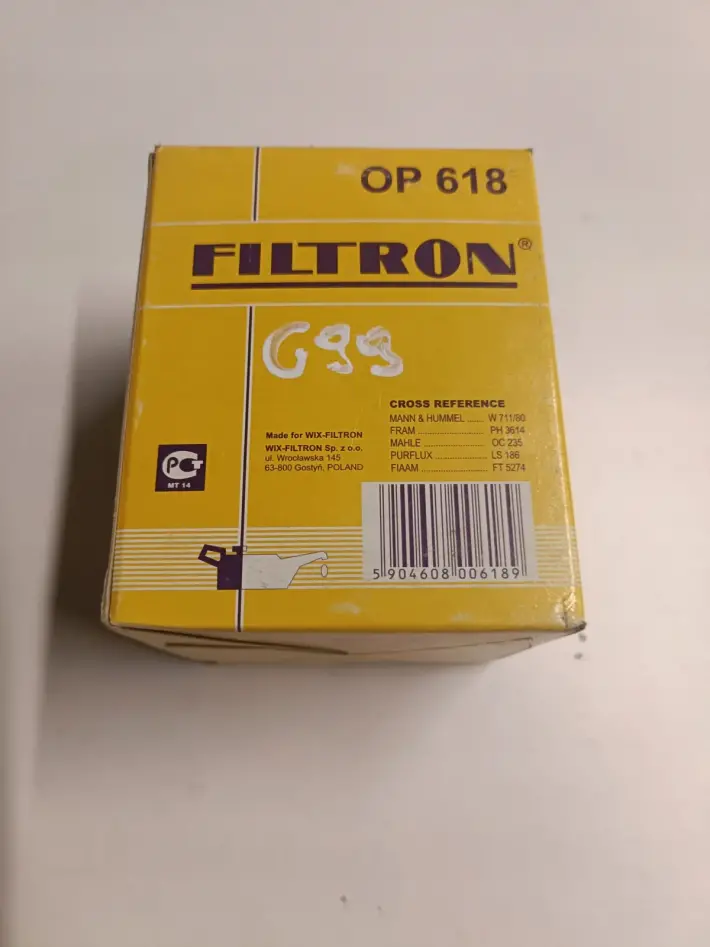 OP 618
FILTRON®
G99
CROSS REFERENCE
MANN & HUMMEL ...... W 711/80
FRAM ........................ PH 3614
MAHLE ....................... OC 235
PURFLUX ................... LS 186
FIAAM ........................ FT 5274
Made for WIX-FILTRON
WIX-FILTRON Sp. z o.o.
ul. Wrocławska 145
63-800 Gostyń, POLAND
PCT
MT 14
5 904608 006189